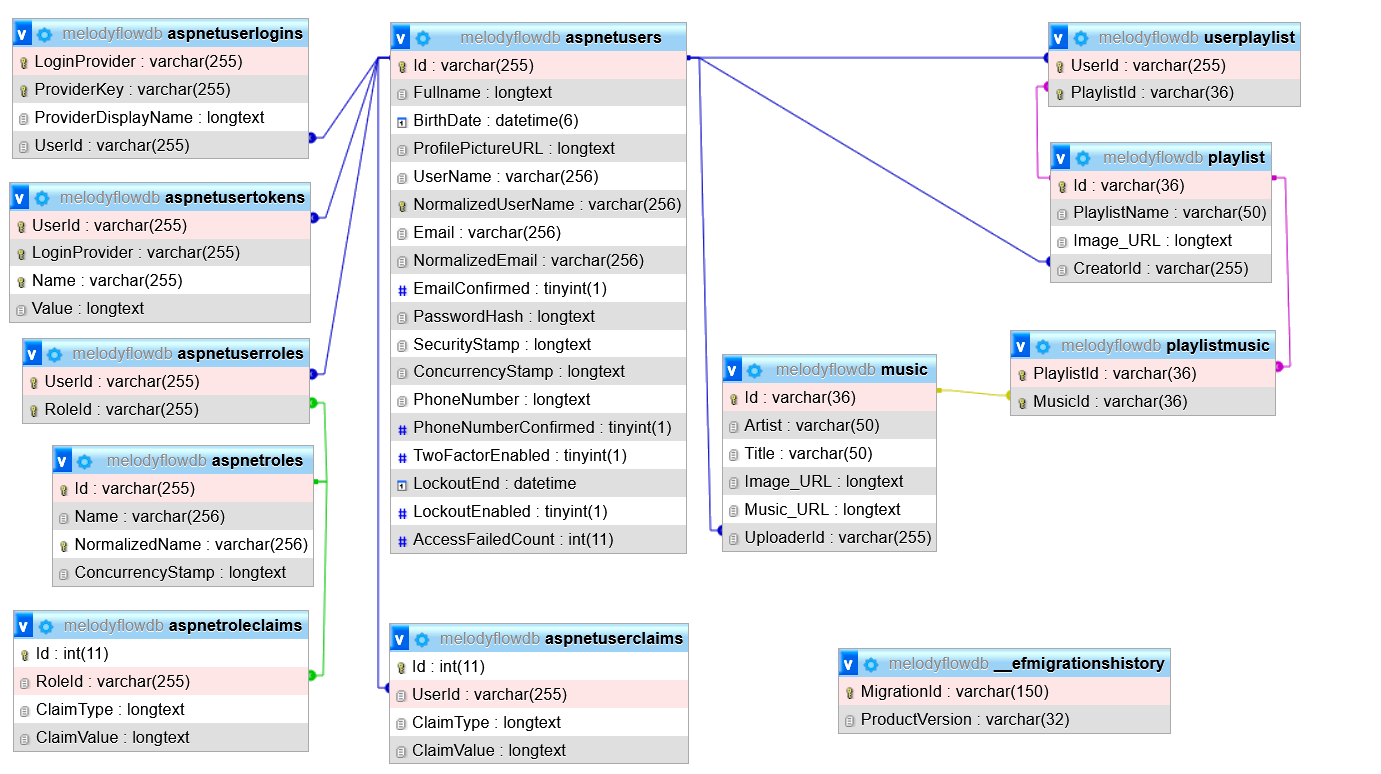 v melodyflowdb aspnetuserlogins
LoginProvider : varchar(255)
ProviderKey : varchar(255)
ProviderDisplayName : longtext
UserId : varchar(255)
v melodyflowdb aspnetusertokens
UserId : varchar(255)
LoginProvider : varchar(255)
Name : varchar(255)
Value : longtext
v melodyflowdb aspnetuserroles
UserId : varchar(255)
RoleId : varchar(255)
v melodyflowdb aspnetroles
Id : varchar(255)
Name : varchar(256)
NormalizedName : varchar(256)
ConcurrencyStamp : longtext
v melodyflowdb aspnetroleclaims
Id : int(11)
RoleId : varchar(255)
ClaimType : longtext
ClaimValue : longtext
v melodyflowdb aspnetusers
Id : varchar(255)
Fullname : longtext
BirthDate : datetime(6)
ProfilePictureURL : longtext
UserName : varchar(256)
NormalizedUserName : varchar(256)
Email : varchar(256)
NormalizedEmail : varchar(256)
# EmailConfirmed : tinyint(1)
PasswordHash : longtext
SecurityStamp : longtext
ConcurrencyStamp : longtext
PhoneNumber : longtext
# PhoneNumberConfirmed : tinyint(1)
# TwoFactorEnabled : tinyint(1)
LockoutEnd : datetime
# LockoutEnabled : tinyint(1)
# AccessFailedCount : int(11)
v melodyflowdb aspnetuserclaims
Id : int(11)
UserId : varchar(255)
ClaimType : longtext
ClaimValue : longtext
v melodyflowdb music
Id : varchar(36)
Artist : varchar(50)
Title : varchar(50)
Image_URL : longtext
Music_URL : longtext
UploaderId : varchar(255)
v melodyflowdb userplaylist
UserId : varchar(255)
PlaylistId : varchar(36)
v melodyflowdb playlist
Id : varchar(36)
PlaylistName : varchar(50)
Image_URL : longtext
CreatorId : varchar(255)
v melodyflowdb playlistmusic
PlaylistId : varchar(36)
MusicId : varchar(36)
v melodyflowdb __efmigrationshistory
MigrationId : varchar(150)
ProductVersion : varchar(32)